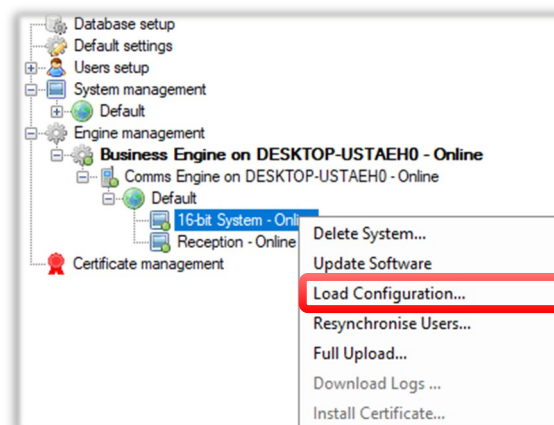 Database setup
Default settings
Users setup
System management
Default
Engine management
Business Engine on DESKTOP-USTAEH0 - Online
Comms Engine on DESKTOP-USTAEH0 - Online
Default
16-bit System - Onli
Reception - Online
Certificate management
Delete System...
Update Software
Load Configuration...
Resynchronise Users...
Full Upload...
Download Logs ...
Install Certificate...